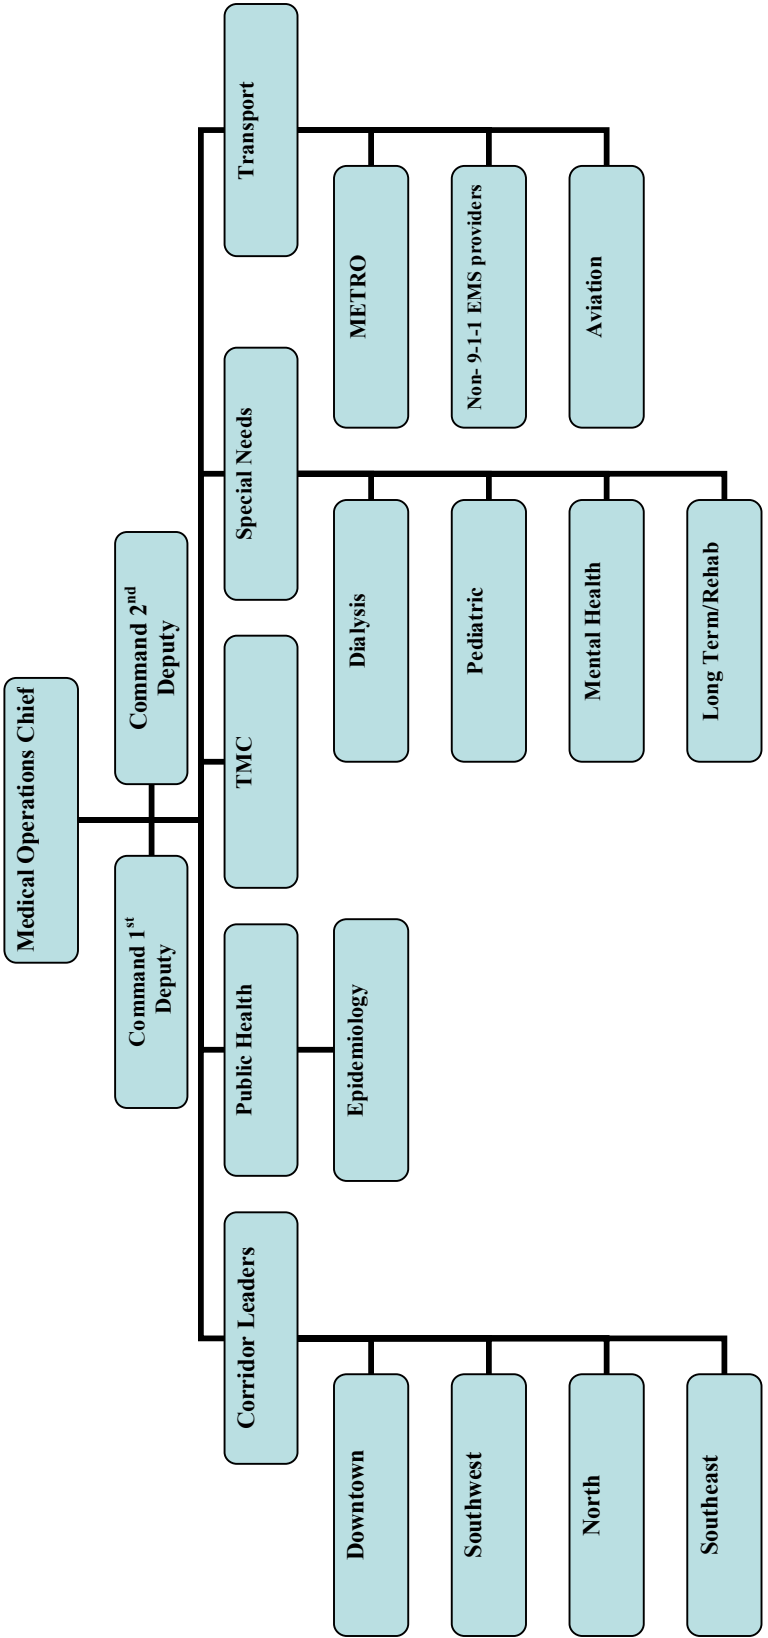 Medical Operations Chief
Command 1st
Deputy
Command 2nd
Deputy
Corridor Leaders
Public Health
TMC
Special Needs
Transport
Downtown
Southwest
North
Southeast
Epidemiology
Dialysis
Pediatric
Mental Health
Long Term/Rehab
METRO
Non- 9-1-1 EMS providers
Aviation